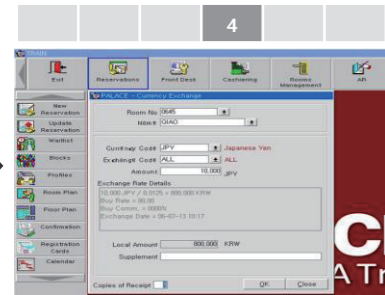 4
TRAIN
Exit
Reservations
Front Desk
Cashiering
Rooms Management
AR
New Reservation
Update Reservation
Waitlist
Blocks
Profiles
Room Plan
Floor Plan
Confirmation
Registration Cards
Calendar
PALACE - Currency Exchange
Room No 0645
Name GIAO
Currency Code JPY Japanese Yen
Exchange Code ALL ALL
Amount 10,000 JPY
Exchange Rate Details
10,000 JPY / 0.0125 = 800,000 KRW
Buy Rate = 80.00
Buy Comm. =
Exchange Date = 06-07-13 10:17
Local Amount 800,000 KRW
Supplement
Copies of Receipt
OK
Close
A Tr